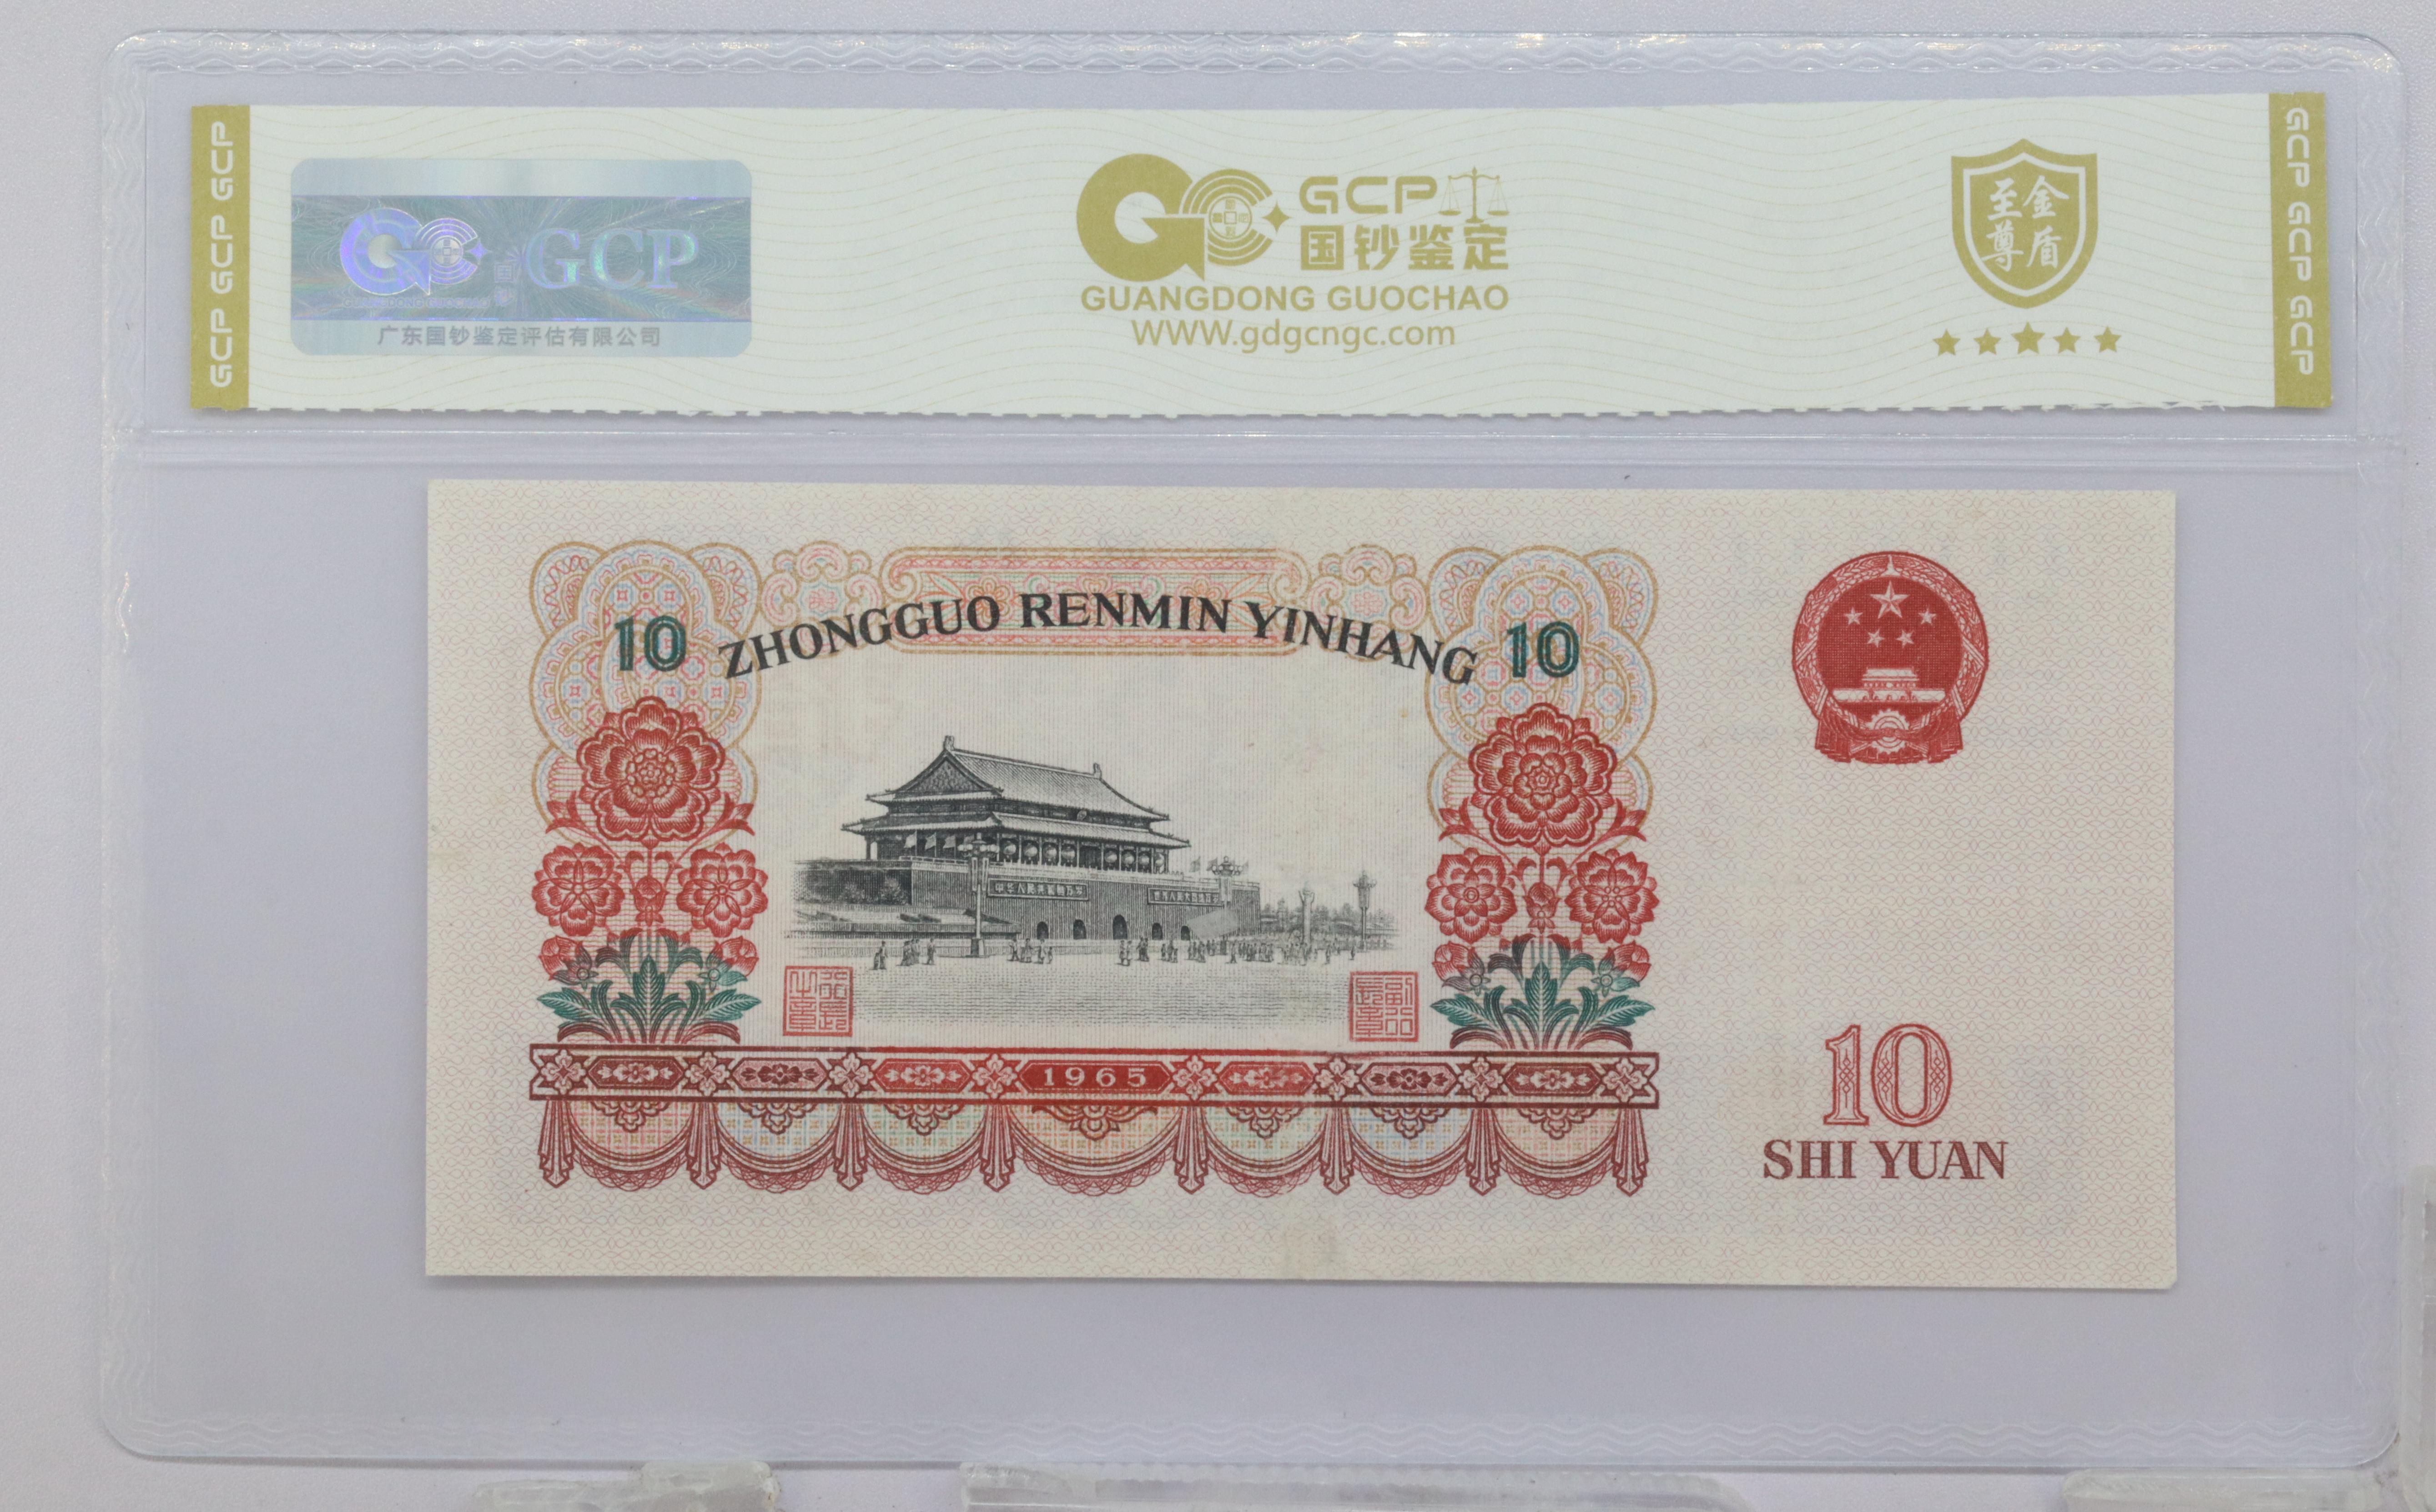 GCP GCP GCP
GCP
广东国钞鉴定评估有限公司
GCP
国钞鉴定
GUANGDONG GUOCHAO
WWW.gdgcngc.com
至金
尊盾
GCP GCP GCP
10 ZHONGGUO RENMIN YINHANG 10
1965
10
SHI YUAN